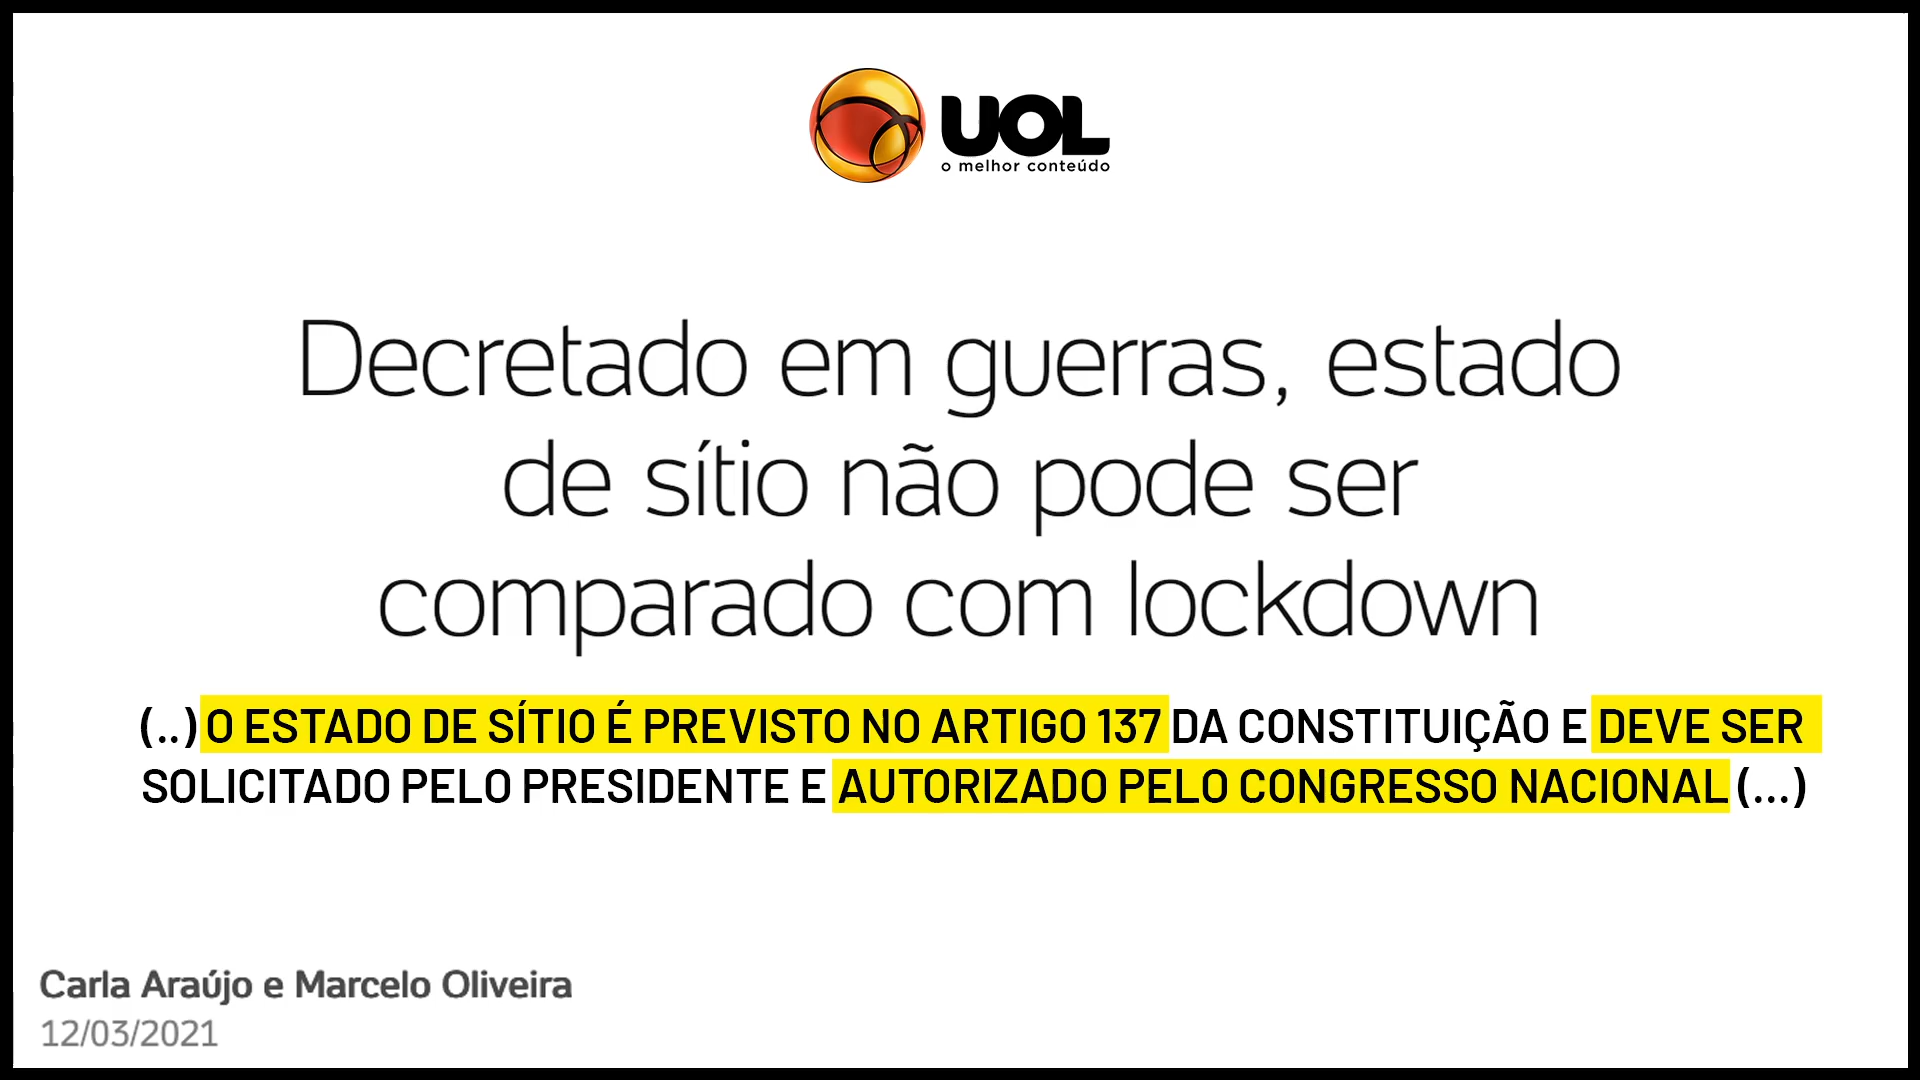 UOL
o melhor conteúdo
Decretado em guerras, estado
de sítio não pode ser
comparado com lockdown
(..) O ESTADO DE SÍTIO É PREVISTO NO ARTIGO 137 DA CONSTITUIÇÃO E DEVE SER
SOLICITADO PELO PRESIDENTE E AUTORIZADO PELO CONGRESSO NACIONAL (...)
Carla Araújo e Marcelo Oliveira
12/03/2021